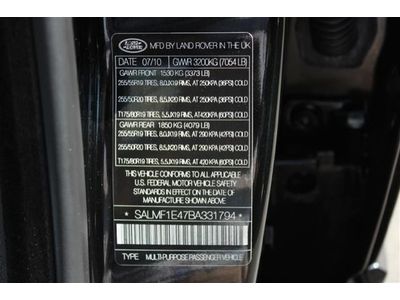 LAND ROVER MFD BY LAND ROVER IN THE UK
DATE 07/10 GVWR 3200KG (7054 LB)
GAWR FRONT 1530 KG (3373 LB)
255/55R19 TIRES, 8.0JX19 RIMS, AT 250KPA (36PSI) COLD
255/50R20 TIRES, 8.5JX20 RIMS, AT 250KPA (36PSI) COLD
T175/80R19 TIRES, 5.5JX19 RIMS, AT420KPA (60PSI) COLD
GAWR REAR 1850 KG (4079 LB)
255/55R19 TIRES, 8.0JX19 RIMS, AT 290 KPA (42PSI) COLD
255/50R20 TIRES, 8.5JX20 RIMS, AT 290 KPA (42PSI) COLD
T175/80R19 TIRES, 5.5JX19 RIMS, AT 420 KPA (60PSI) COLD
THIS VEHICLE CONFORMS
TO ALL APPLICABLE
U.S. FEDERAL MOTOR VEHICLE SAFETY
STANDARDS IN EFFECT ON THE DATE OF
MANUFACTURE SHOWN ABOVE
* SALMF1E47BA331794 *
TYPE MULTI-PURPOSE PASSENGER VEHICLE